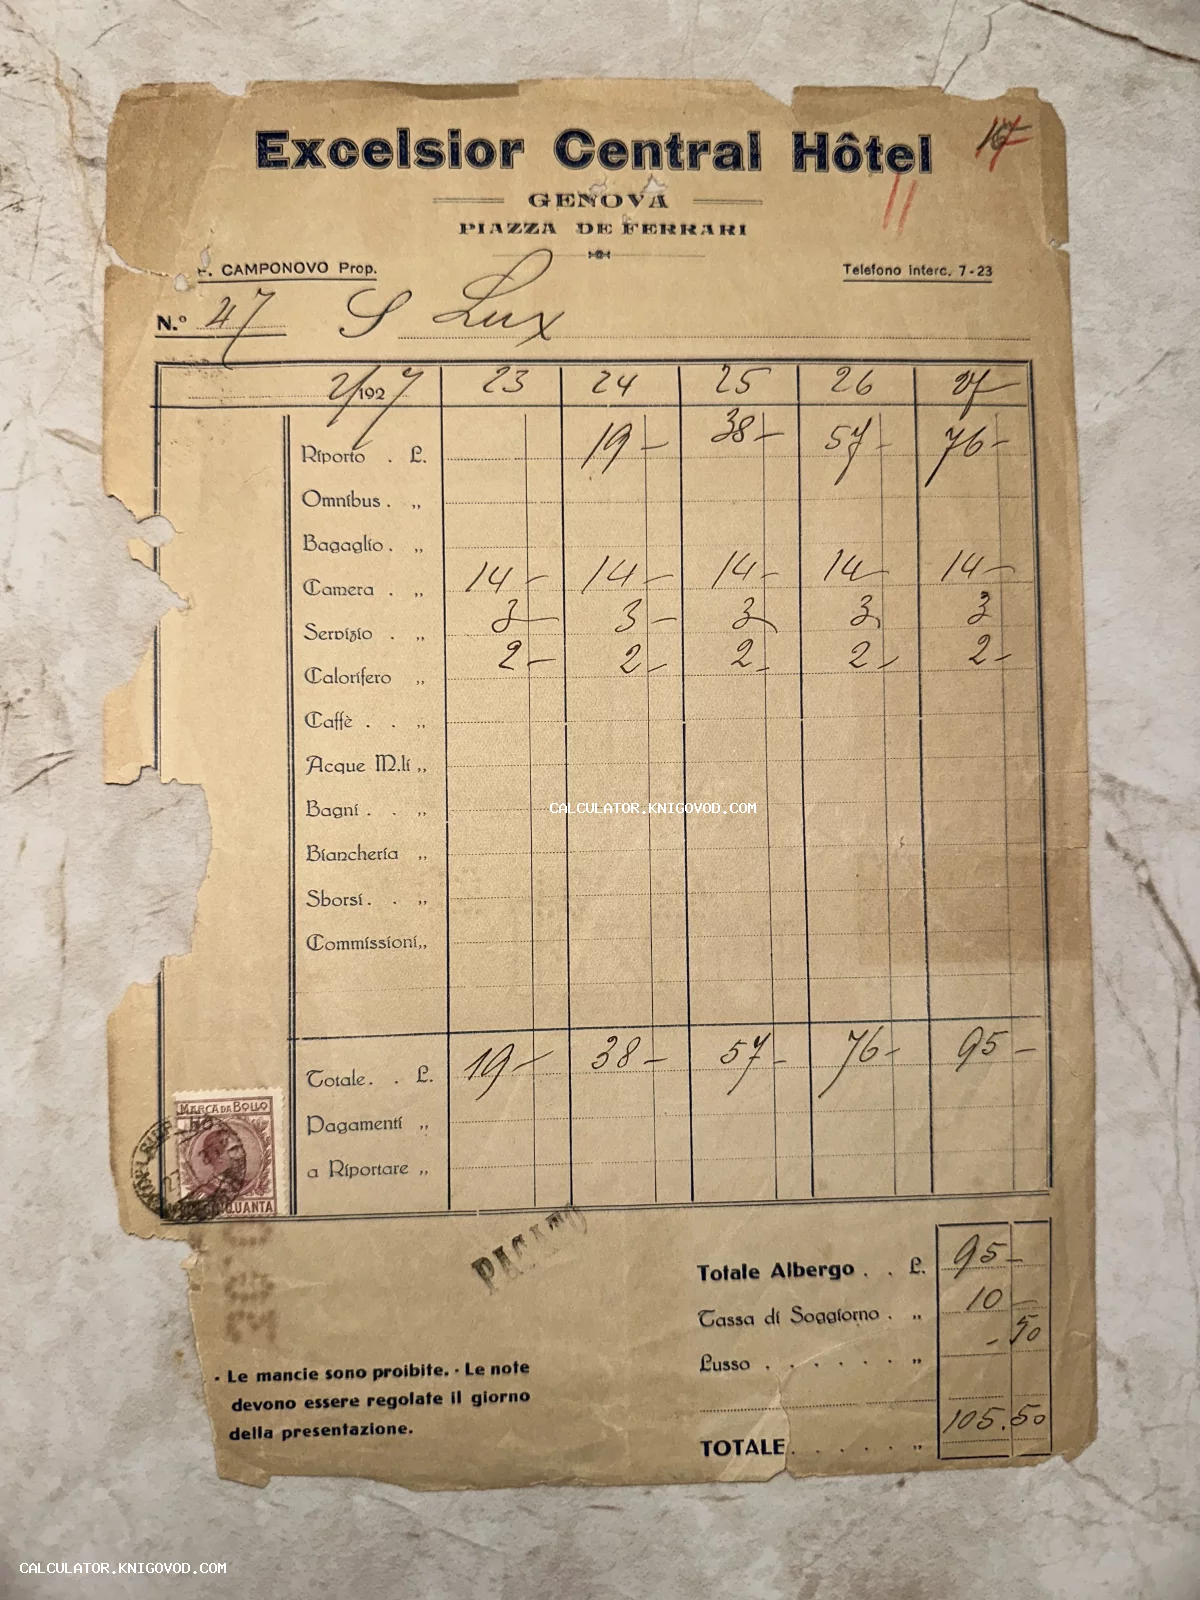 Excelsior Central Hôtel
GENOVA
PIAZZA DE FERRARI
F. CAMPONOVO Prop.
Telefono interc. 7-23
N.º 47 S Lux
2/1927 23 24 25 26 27
Riporto . L. 19- 38- 57- 76-
Omnibus . „
Bagaglio . „
Camera . „ 14- 14- 14- 14- 14-
Servizio . „ 3- 3- 3 3 3
Calorifero „ 2- 2- 2- 2- 2-
Caffè . . „
Acque M.li „
Bagni . . „
Biancheria „
Sborsi . . „
Commissioni „
Totale . . L. 19- 38- 57- 76- 95-
Pagamenti „
a Riportare „
MARCA DA BOLLO
PAGATO
Totale Albergo . . L. 95-
Tassa di Soggiorno . „ 10-
Lusso . . . . . . . „ -50
TOTALE . . . . . . „ 105.50
- Le mancie sono proibite. - Le note
devono essere regolate il giorno
della presentazione.
CALCULATOR.KNIGOVOD.COM
CALCULATOR.KNIGOVOD.COM